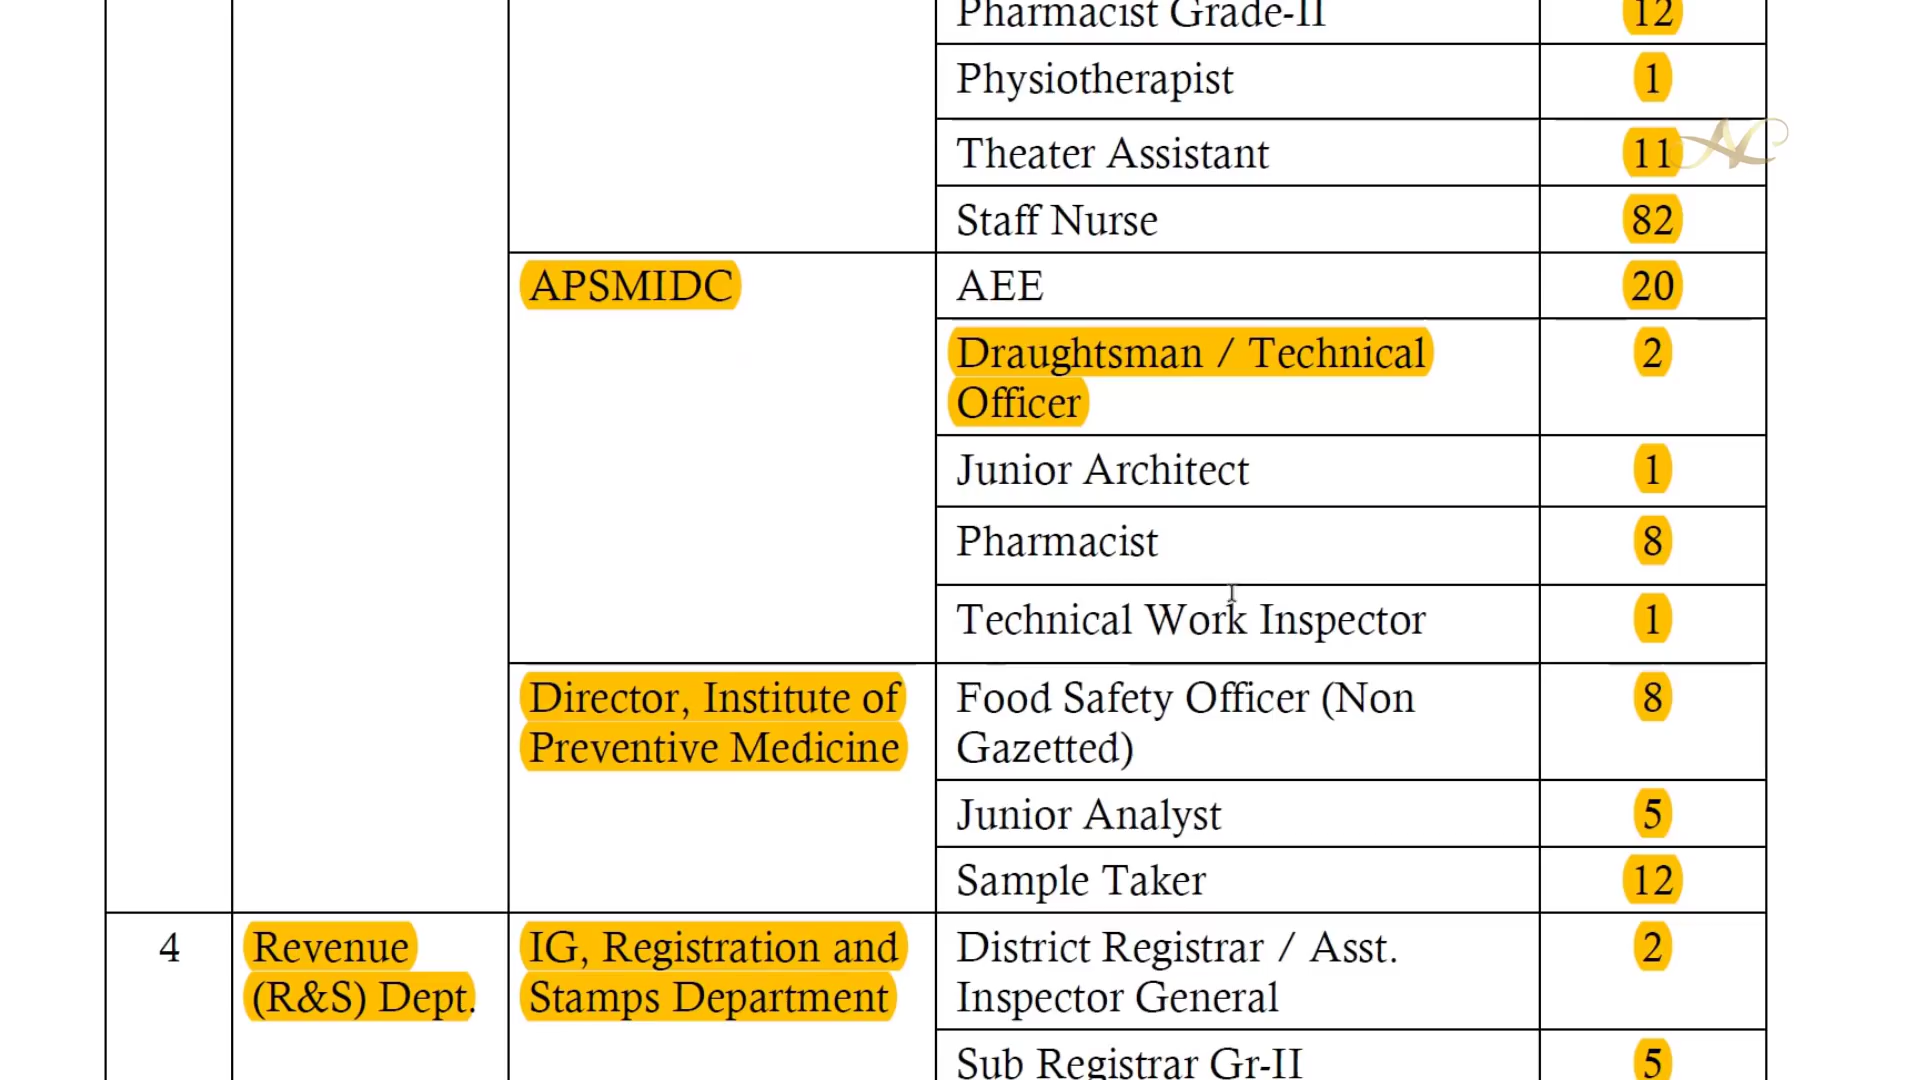 Pharmacist Grade-II 12
Physiotherapist 1
Theater Assistant 11
AC
Staff Nurse 82
APSMIDC AEE 20
Draughtsman / Technical 2
Officer
Junior Architect 1
Pharmacist 8
Technical Work Inspector 1
Director, Institute of Food Safety Officer (Non 8
Preventive Medicine Gazetted)
Junior Analyst 5
Sample Taker 12
4 Revenue IG, Registration and District Registrar / Asst. 2
(R&S) Dept. Stamps Department Inspector General
Sub Registrar Gr-II 5